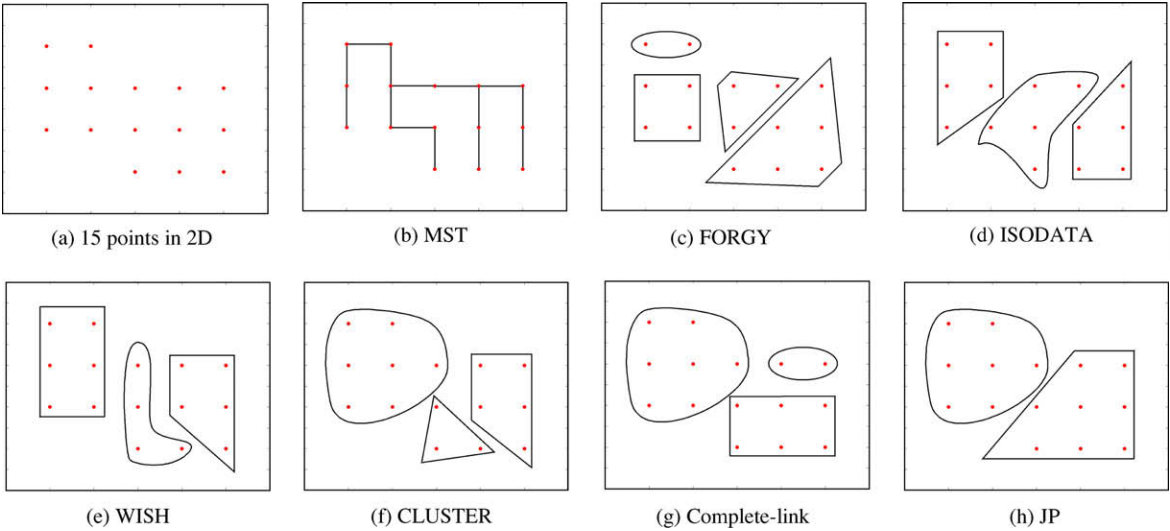 (a) 15 points in 2D
(b) MST
(c) FORGY
(d) ISODATA
(e) WISH
(f) CLUSTER
(g) Complete-link
(h) JP